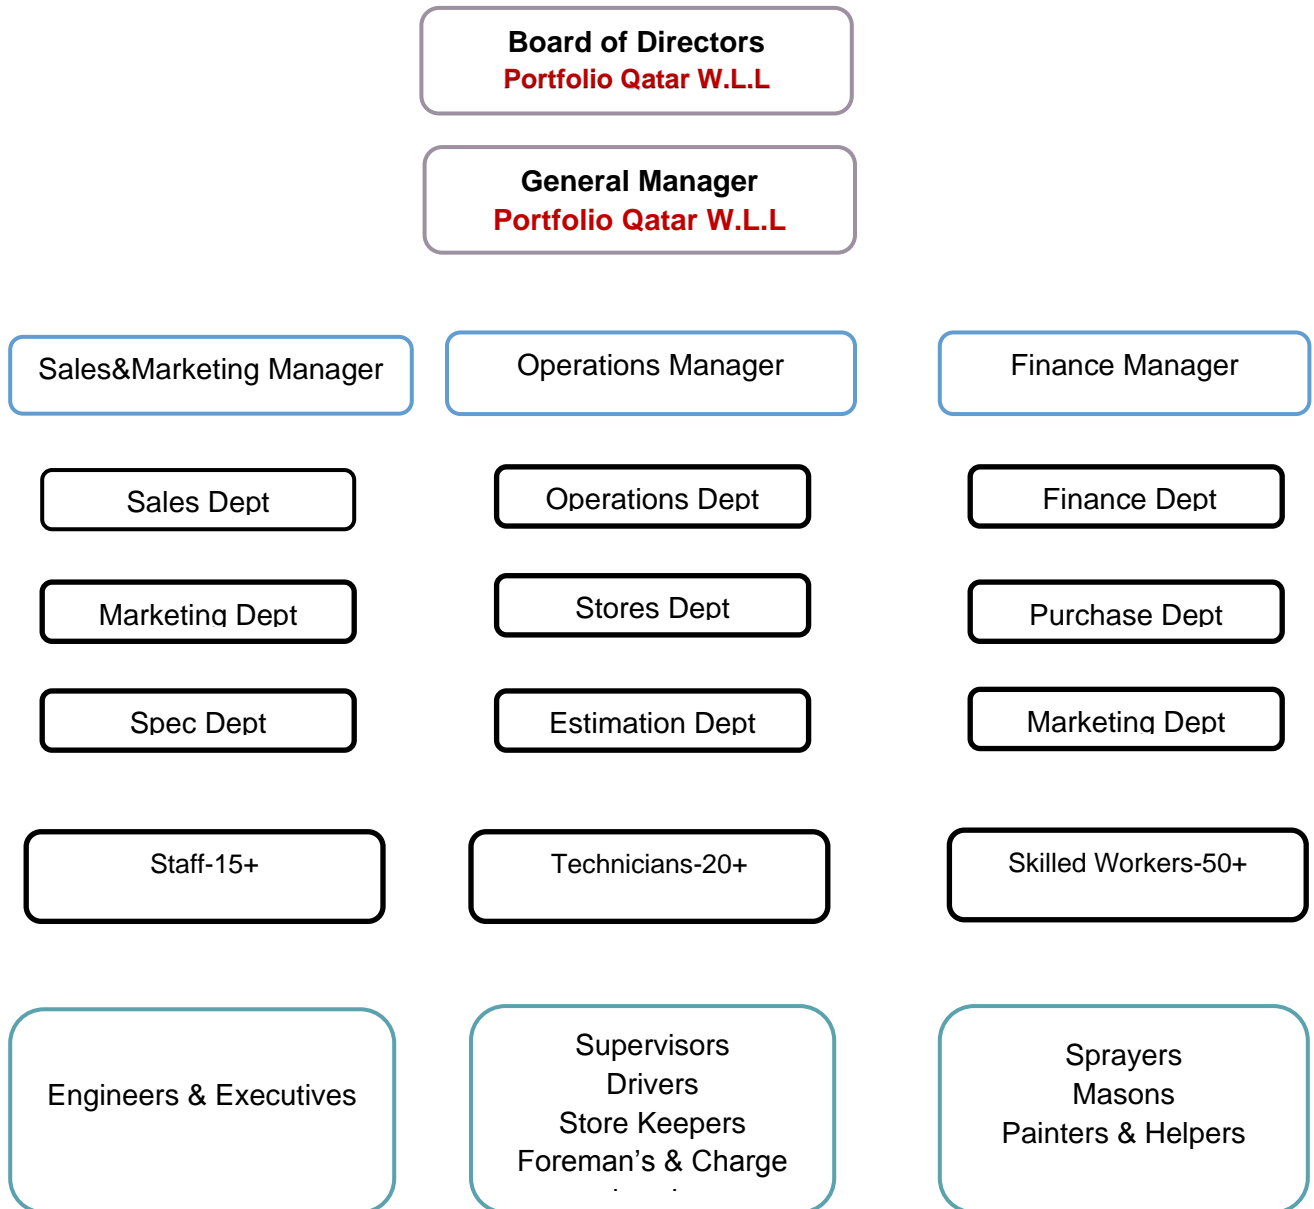 Board of Directors
Portfolio Qatar W.L.L
General Manager
Portfolio Qatar W.L.L
Sales&Marketing Manager
Operations Manager
Finance Manager
Sales Dept
Operations Dept
Finance Dept
Marketing Dept
Stores Dept
Purchase Dept
Spec Dept
Estimation Dept
Marketing Dept
Staff-15+
Technicians-20+
Skilled Workers-50+
Engineers & Executives
Supervisors
Drivers
Store Keepers
Foreman's & Charge
Sprayers
Masons
Painters & Helpers